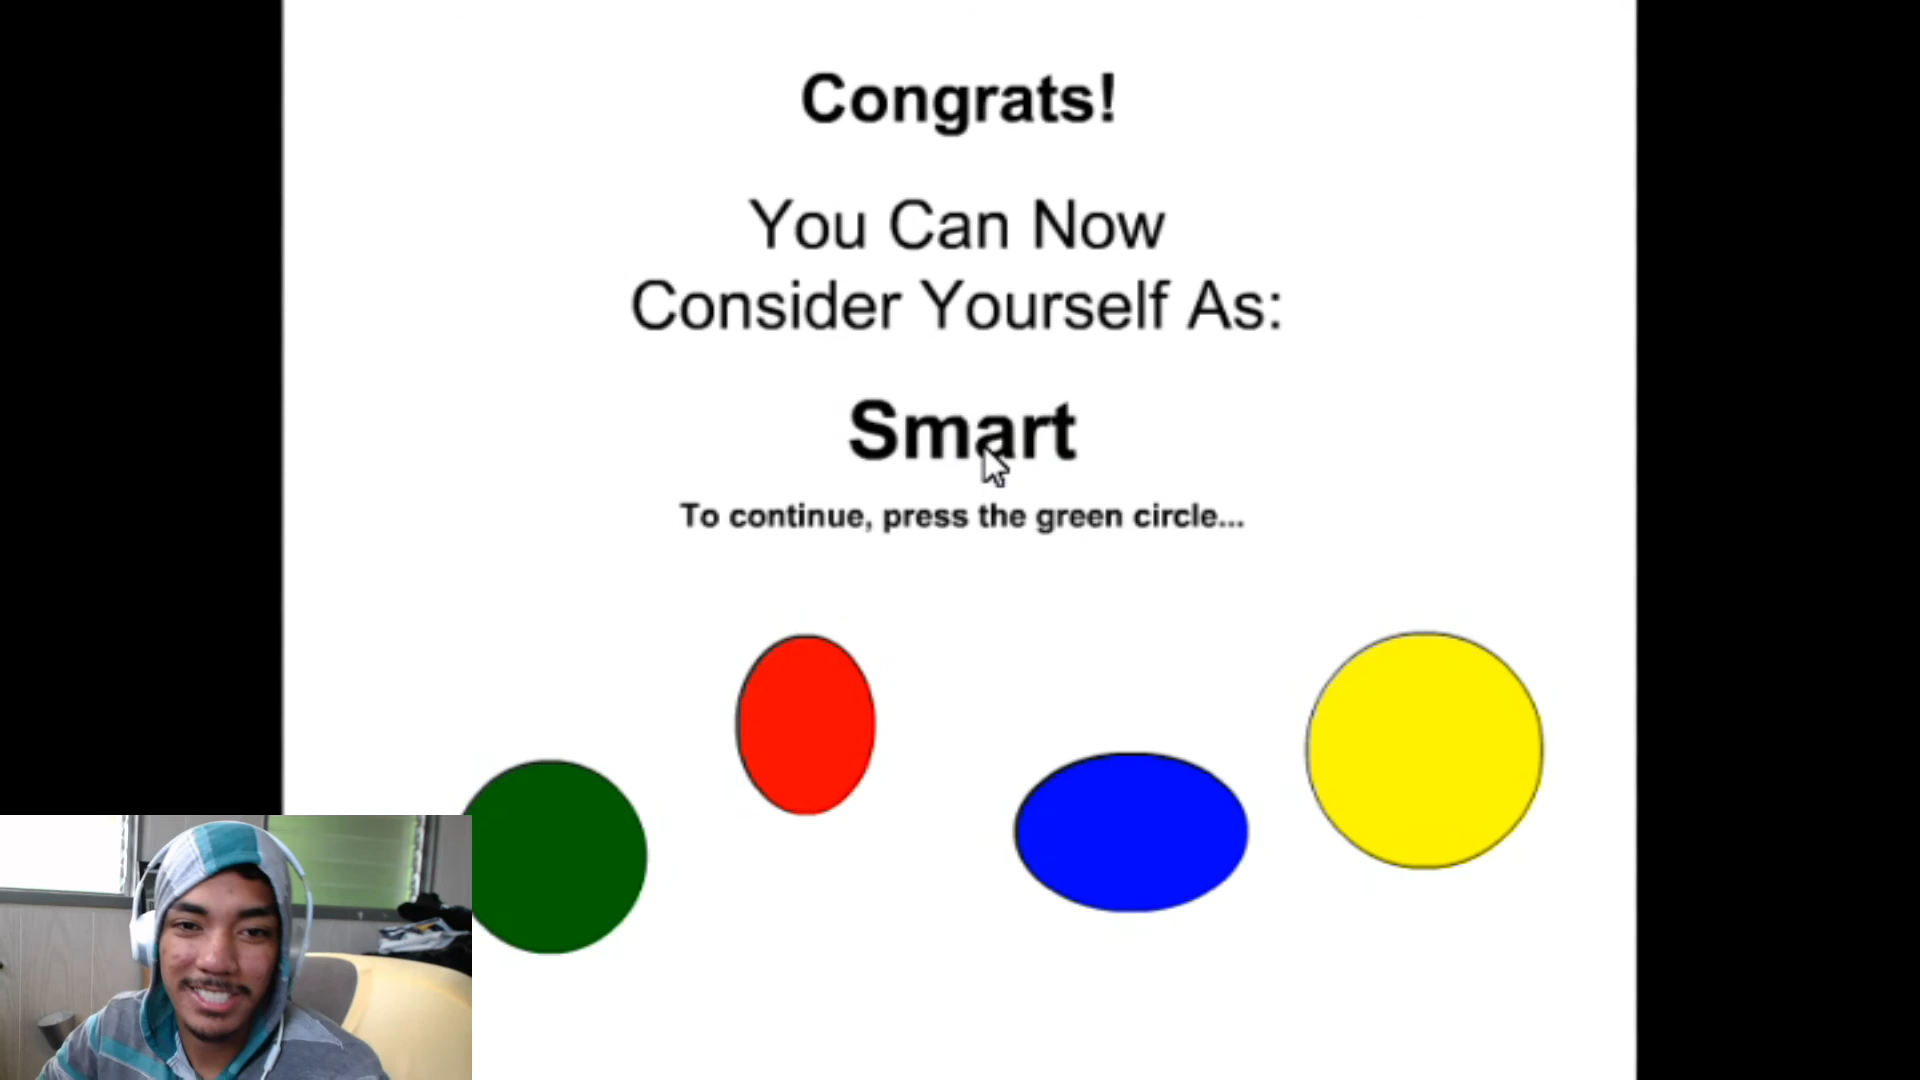 Congrats!
You Can Now
Consider Yourself As:
Smart
To continue, press the green circle...